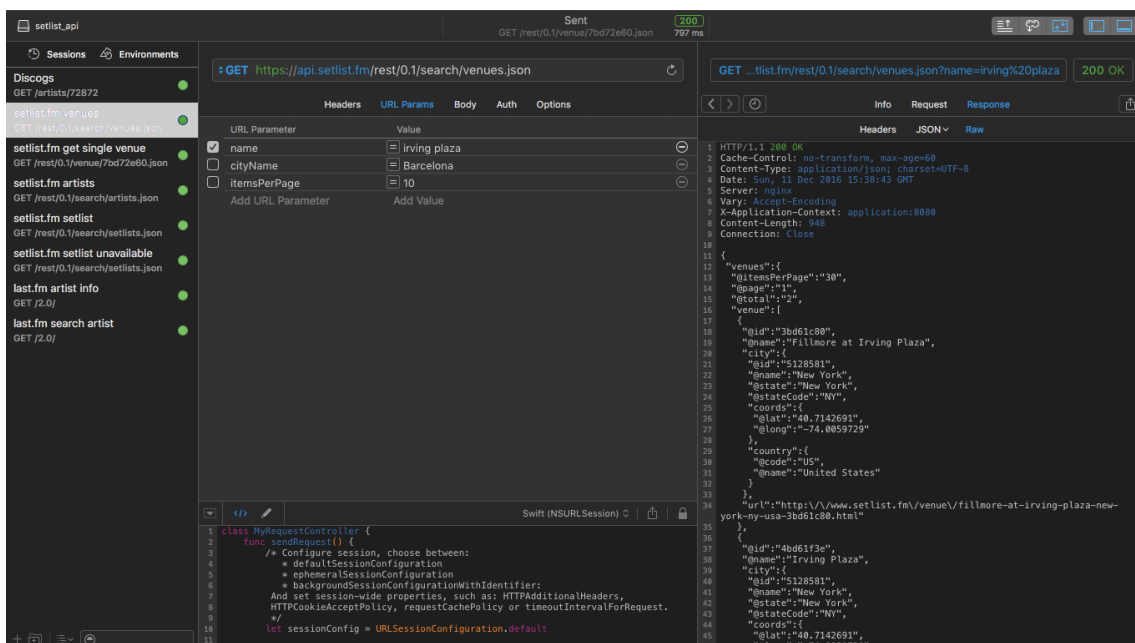 setlist_api
Sent
GET /rest/0.1/venue/7bd72e60.json
200
797 ms
Sessions
Environments
Discogs
GET /artists/72872
setlist.fm venues
GET /rest/0.1/search/venues.json
setlist.fm get single venue
GET /rest/0.1/venue/7bd72e60.json
setlist.fm artists
GET /rest/0.1/search/artists.json
setlist.fm setlist
GET /rest/0.1/search/setlists.json
setlist.fm setlist unavailable
GET /rest/0.1/search/setlists.json
last.fm artist info
GET /2.0/
last.fm search artist
GET /2.0/
GET https://api.setlist.fm/rest/0.1/search/venues.json
Headers URL Params Body Auth Options
URL Parameter Value
name = irving plaza
cityName = Barcelona
itemsPerPage = 10
Add URL Parameter Add Value
</> Swift (NSURLSession)
1 class MyRequestController {
2 func sendRequest() {
3 /* Configure session, choose between:
4 * defaultSessionConfiguration
5 * ephemeralSessionConfiguration
6 * backgroundSessionConfigurationWithIdentifier:
7 And set session-wide properties, such as: HTTPAdditionalHeaders,
8 HTTPCookieAcceptPolicy, requestCachePolicy or timeoutIntervalForRequest.
9 */
10 let sessionConfig = URLSessionConfiguration.default
11
GET ...tlist.fm/rest/0.1/search/venues.json?name=irving%20plaza 200 OK
Info Request Response
Headers JSON Raw
1 HTTP/1.1 200 OK
2 Cache-Control: no-transform, max-age=60
3 Content-Type: application/json; charset=UTF-8
4 Date: Sun, 11 Dec 2016 15:38:43 GMT
5 Server: nginx
6 Vary: Accept-Encoding
7 X-Application-Context: application:8080
8 Content-Length: 948
9 Connection: Close
10
11 {
12 "venues":{
13 "@itemsPerPage":"30",
14 "@page":"1",
15 "@total":"2",
16 "venue":[
17 {
18 "@id":"3bd61c80",
19 "@name":"Fillmore at Irving Plaza",
20 "city":{
21 "@id":"5128581",
22 "@name":"New York",
23 "@state":"New York",
24 "@stateCode":"NY",
25 "coords":{
26 "@lat":"40.7142691",
27 "@long":"-74.0059729"
28 },
29 "country":{
30 "@code":"US",
31 "@name":"United States"
32 }
33 },
34 "url":"http:\/\/www.setlist.fm\/venue\/fillmore-at-irving-plaza-new-
york-ny-usa-3bd61c80.html"
35 },
36 {
37 "@id":"4bd61f3e",
38 "@name":"Irving Plaza",
39 "city":{
40 "@id":"5128581",
41 "@name":"New York",
42 "@state":"New York",
43 "@stateCode":"NY",
44 "coords":{
45 "@lat":"40.7142691",